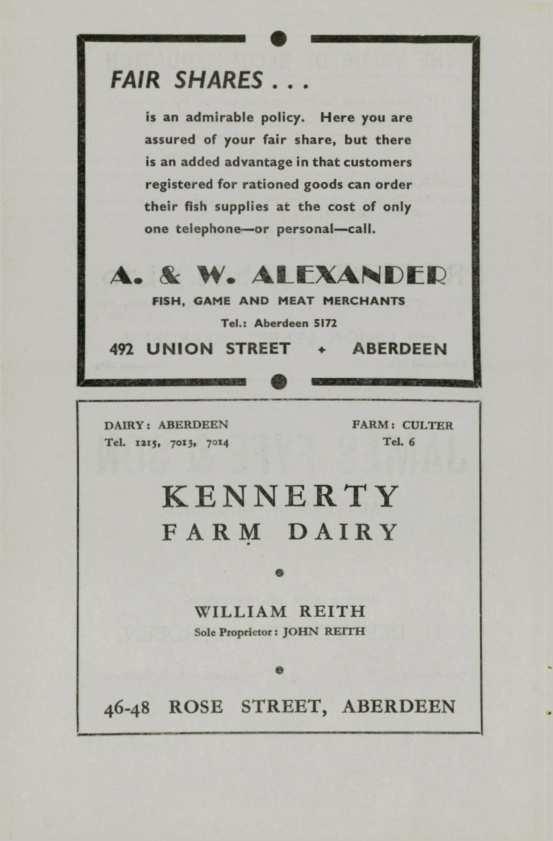 FAIR SHARES . . .
is an admirable policy. Here you are
assured of your fair share, but there
is an added advantage in that customers
registered for rationed goods can order
their fish supplies at the cost of only
one telephone—or personal—call.
A. & W. ALEXANDER
FISH, GAME AND MEAT MERCHANTS
Tel.: Aberdeen 5172
492 UNION STREET + ABERDEEN
DAIRY: ABERDEEN FARM: CULTER
Tel. 1215, 7013, 7014 Tel. 6
KENNERTY
FARM DAIRY
WILLIAM REITH
Sole Proprietor: JOHN REITH
46-48 ROSE STREET, ABERDEEN